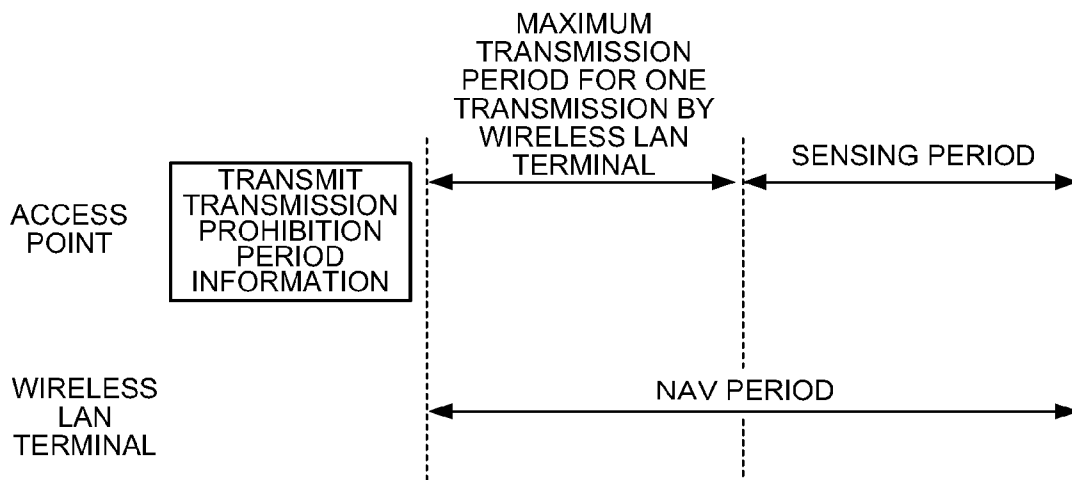 MAXIMUM
TRANSMISSION
PERIOD FOR ONE
TRANSMISSION BY
WIRELESS LAN
TERMINAL
SENSING PERIOD
ACCESS
POINT
TRANSMIT
TRANSMISSION
PROHIBITION
PERIOD
INFORMATION
WIRELESS
LAN
TERMINAL
NAV PERIOD